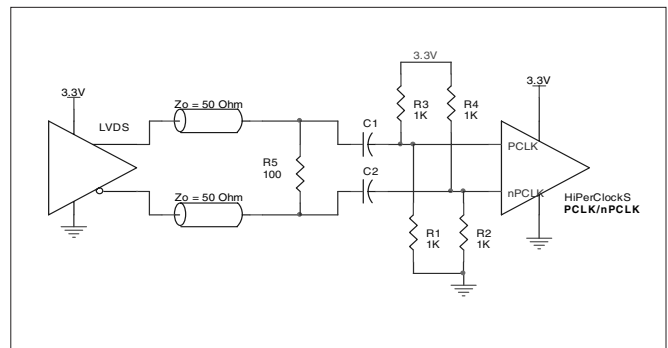 3.3V
3.3V
3.3V
Zo = 50 Ohm
LVDS
C1
R3
1K
R4
1K
PCLK
R5
100
Zo = 50 Ohm
C2
nPCLK
HiPerClockS
PCLK/nPCLK
R1
1K
R2
1K